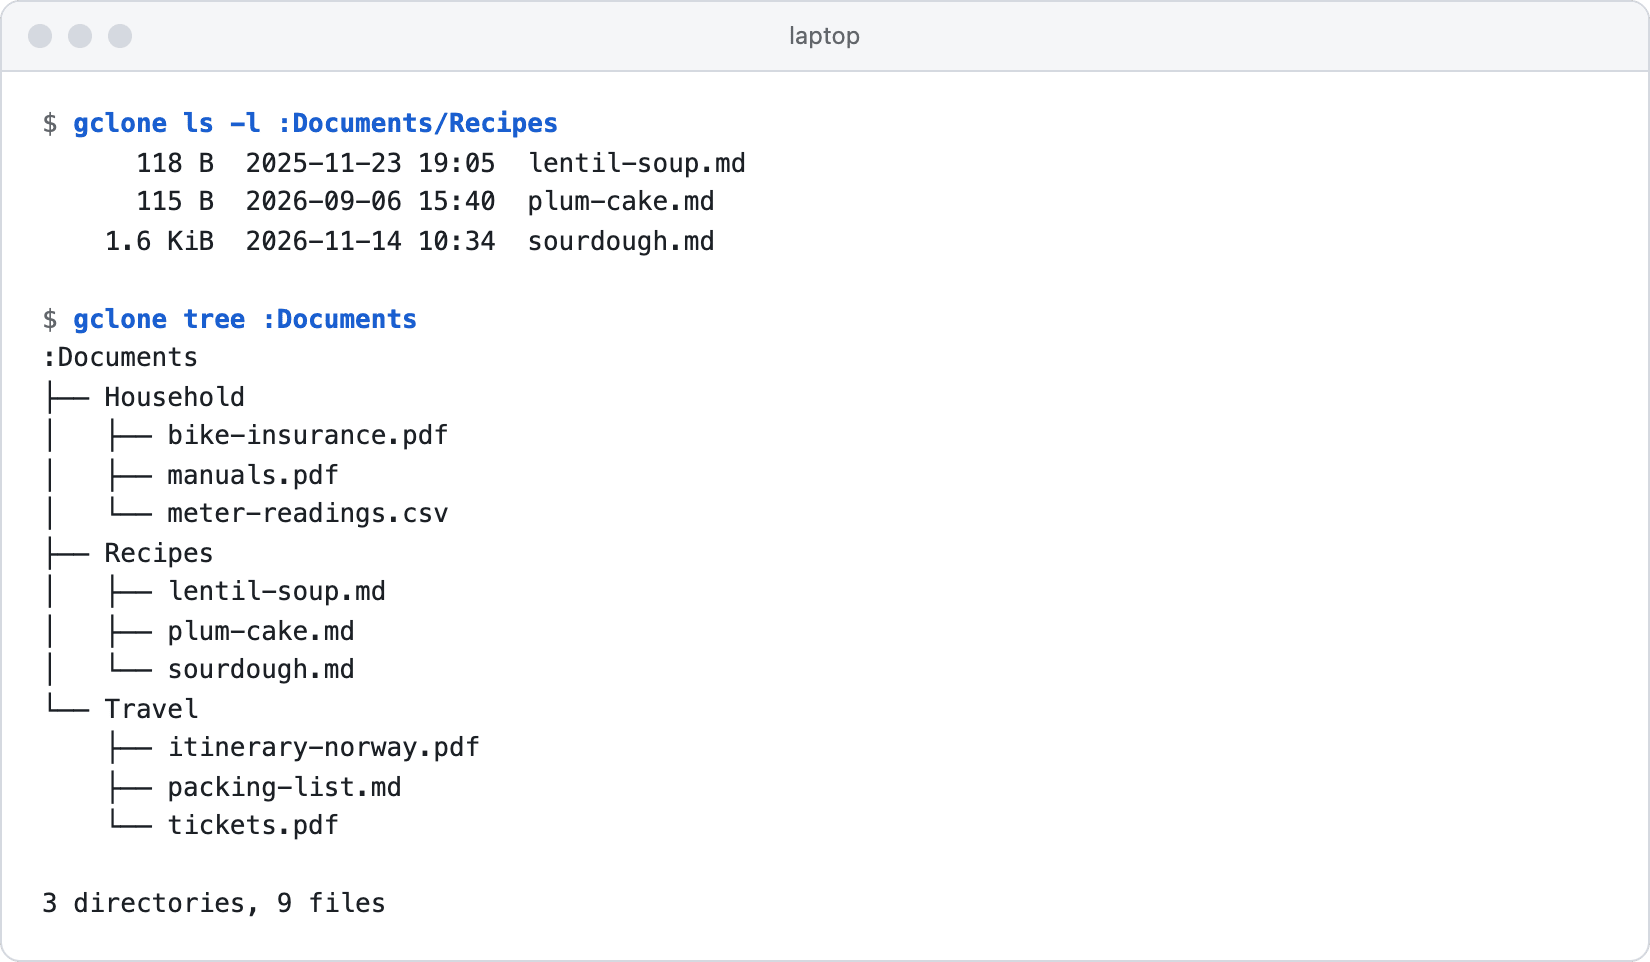 laptop
$ gclone ls -l :Documents/Recipes
      118 B  2025-11-23 19:05  lentil-soup.md
      115 B  2026-09-06 15:40  plum-cake.md
    1.6 KiB  2026-11-14 10:34  sourdough.md
$ gclone tree :Documents
:Documents
├── Household
│   ├── bike-insurance.pdf
│   ├── manuals.pdf
│   └── meter-readings.csv
├── Recipes
│   ├── lentil-soup.md
│   ├── plum-cake.md
│   └── sourdough.md
└── Travel
    ├── itinerary-norway.pdf
    ├── packing-list.md
    └── tickets.pdf
3 directories, 9 files